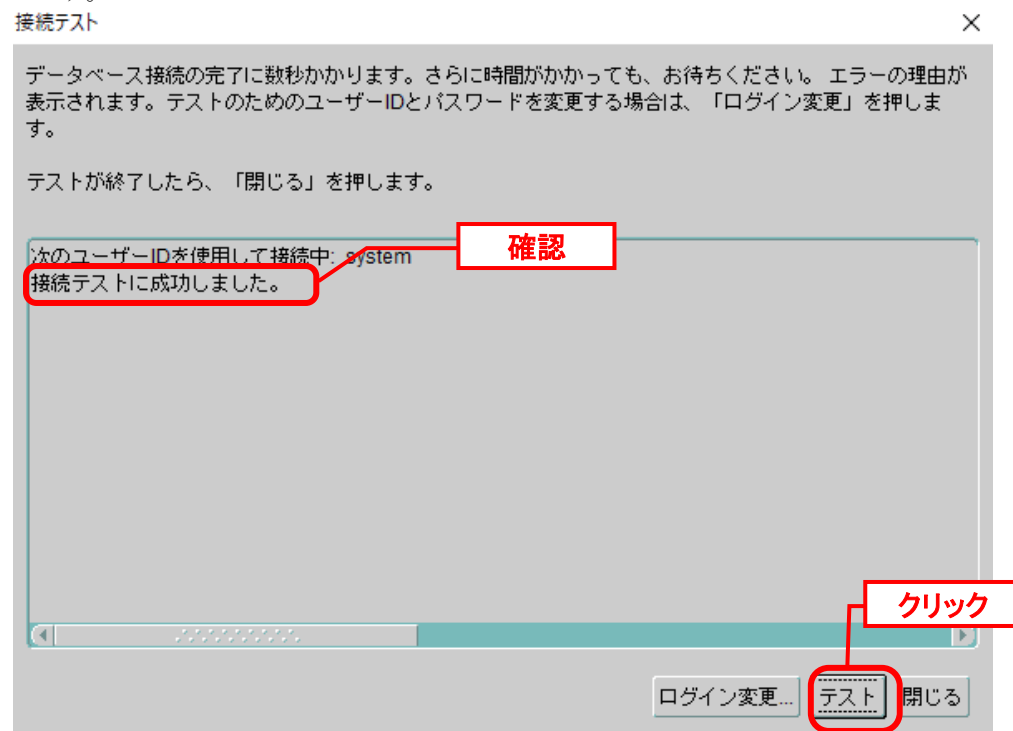 接続テスト
データベース接続の完了に数秒かかります。さらに時間がかかっても、お待ちください。 エラーの理由が
表示されます。テストのためのユーザーIDとパスワードを変更する場合は、「ログイン変更」を押しま
す。
テストが終了したら、「閉じる」を押します。
確認
次のユーザーIDを使用して接続中: system
接続テストに成功しました。
クリック
ログイン変更... テスト 閉じる